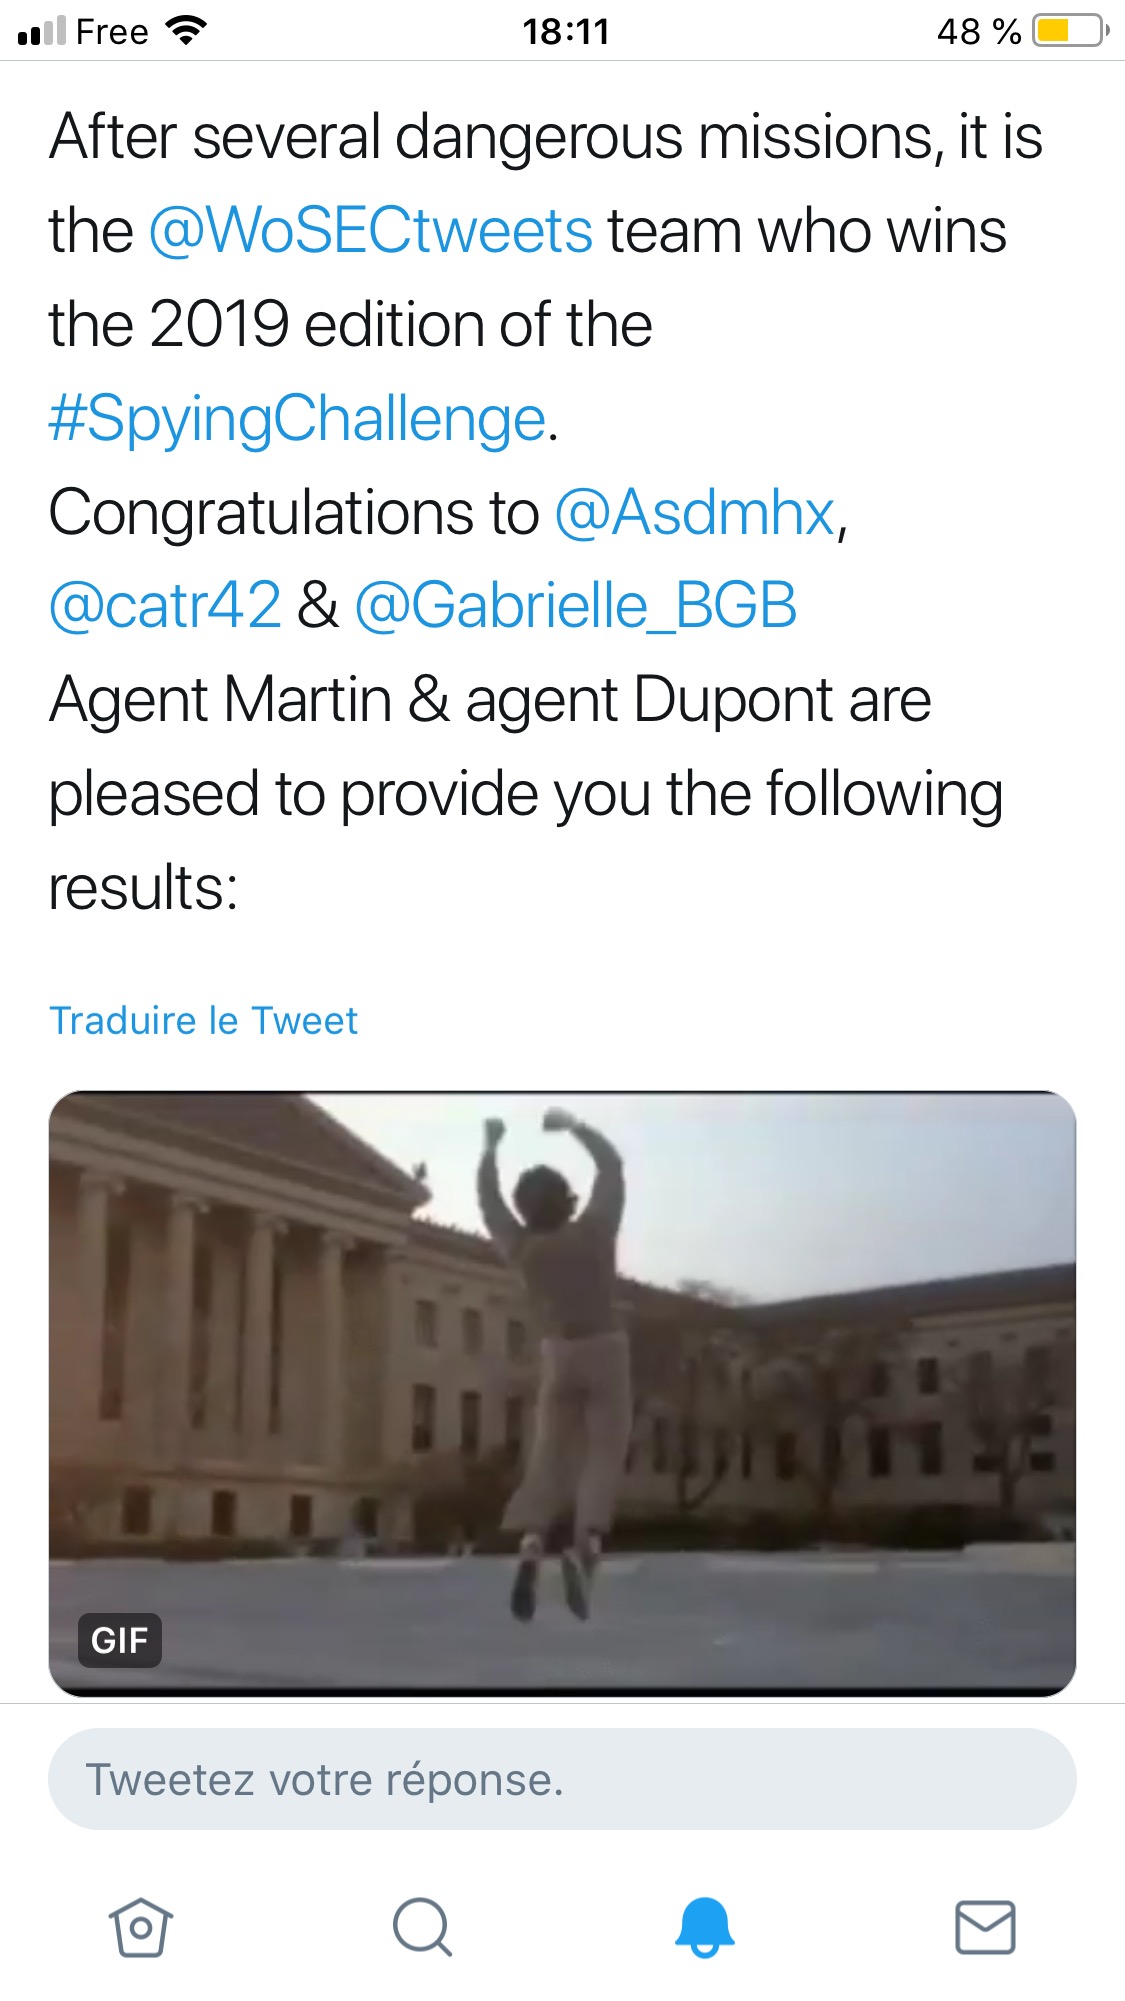 Free 18:11 48 %
After several dangerous missions, it is
the @WoSECtweets team who wins
the 2019 edition of the
#SpyingChallenge.
Congratulations to @Asdmhx,
@catr42 & @Gabrielle_BGB
Agent Martin & agent Dupont are
pleased to provide you the following
results:
Traduire le Tweet
GIF
Tweetez votre réponse.